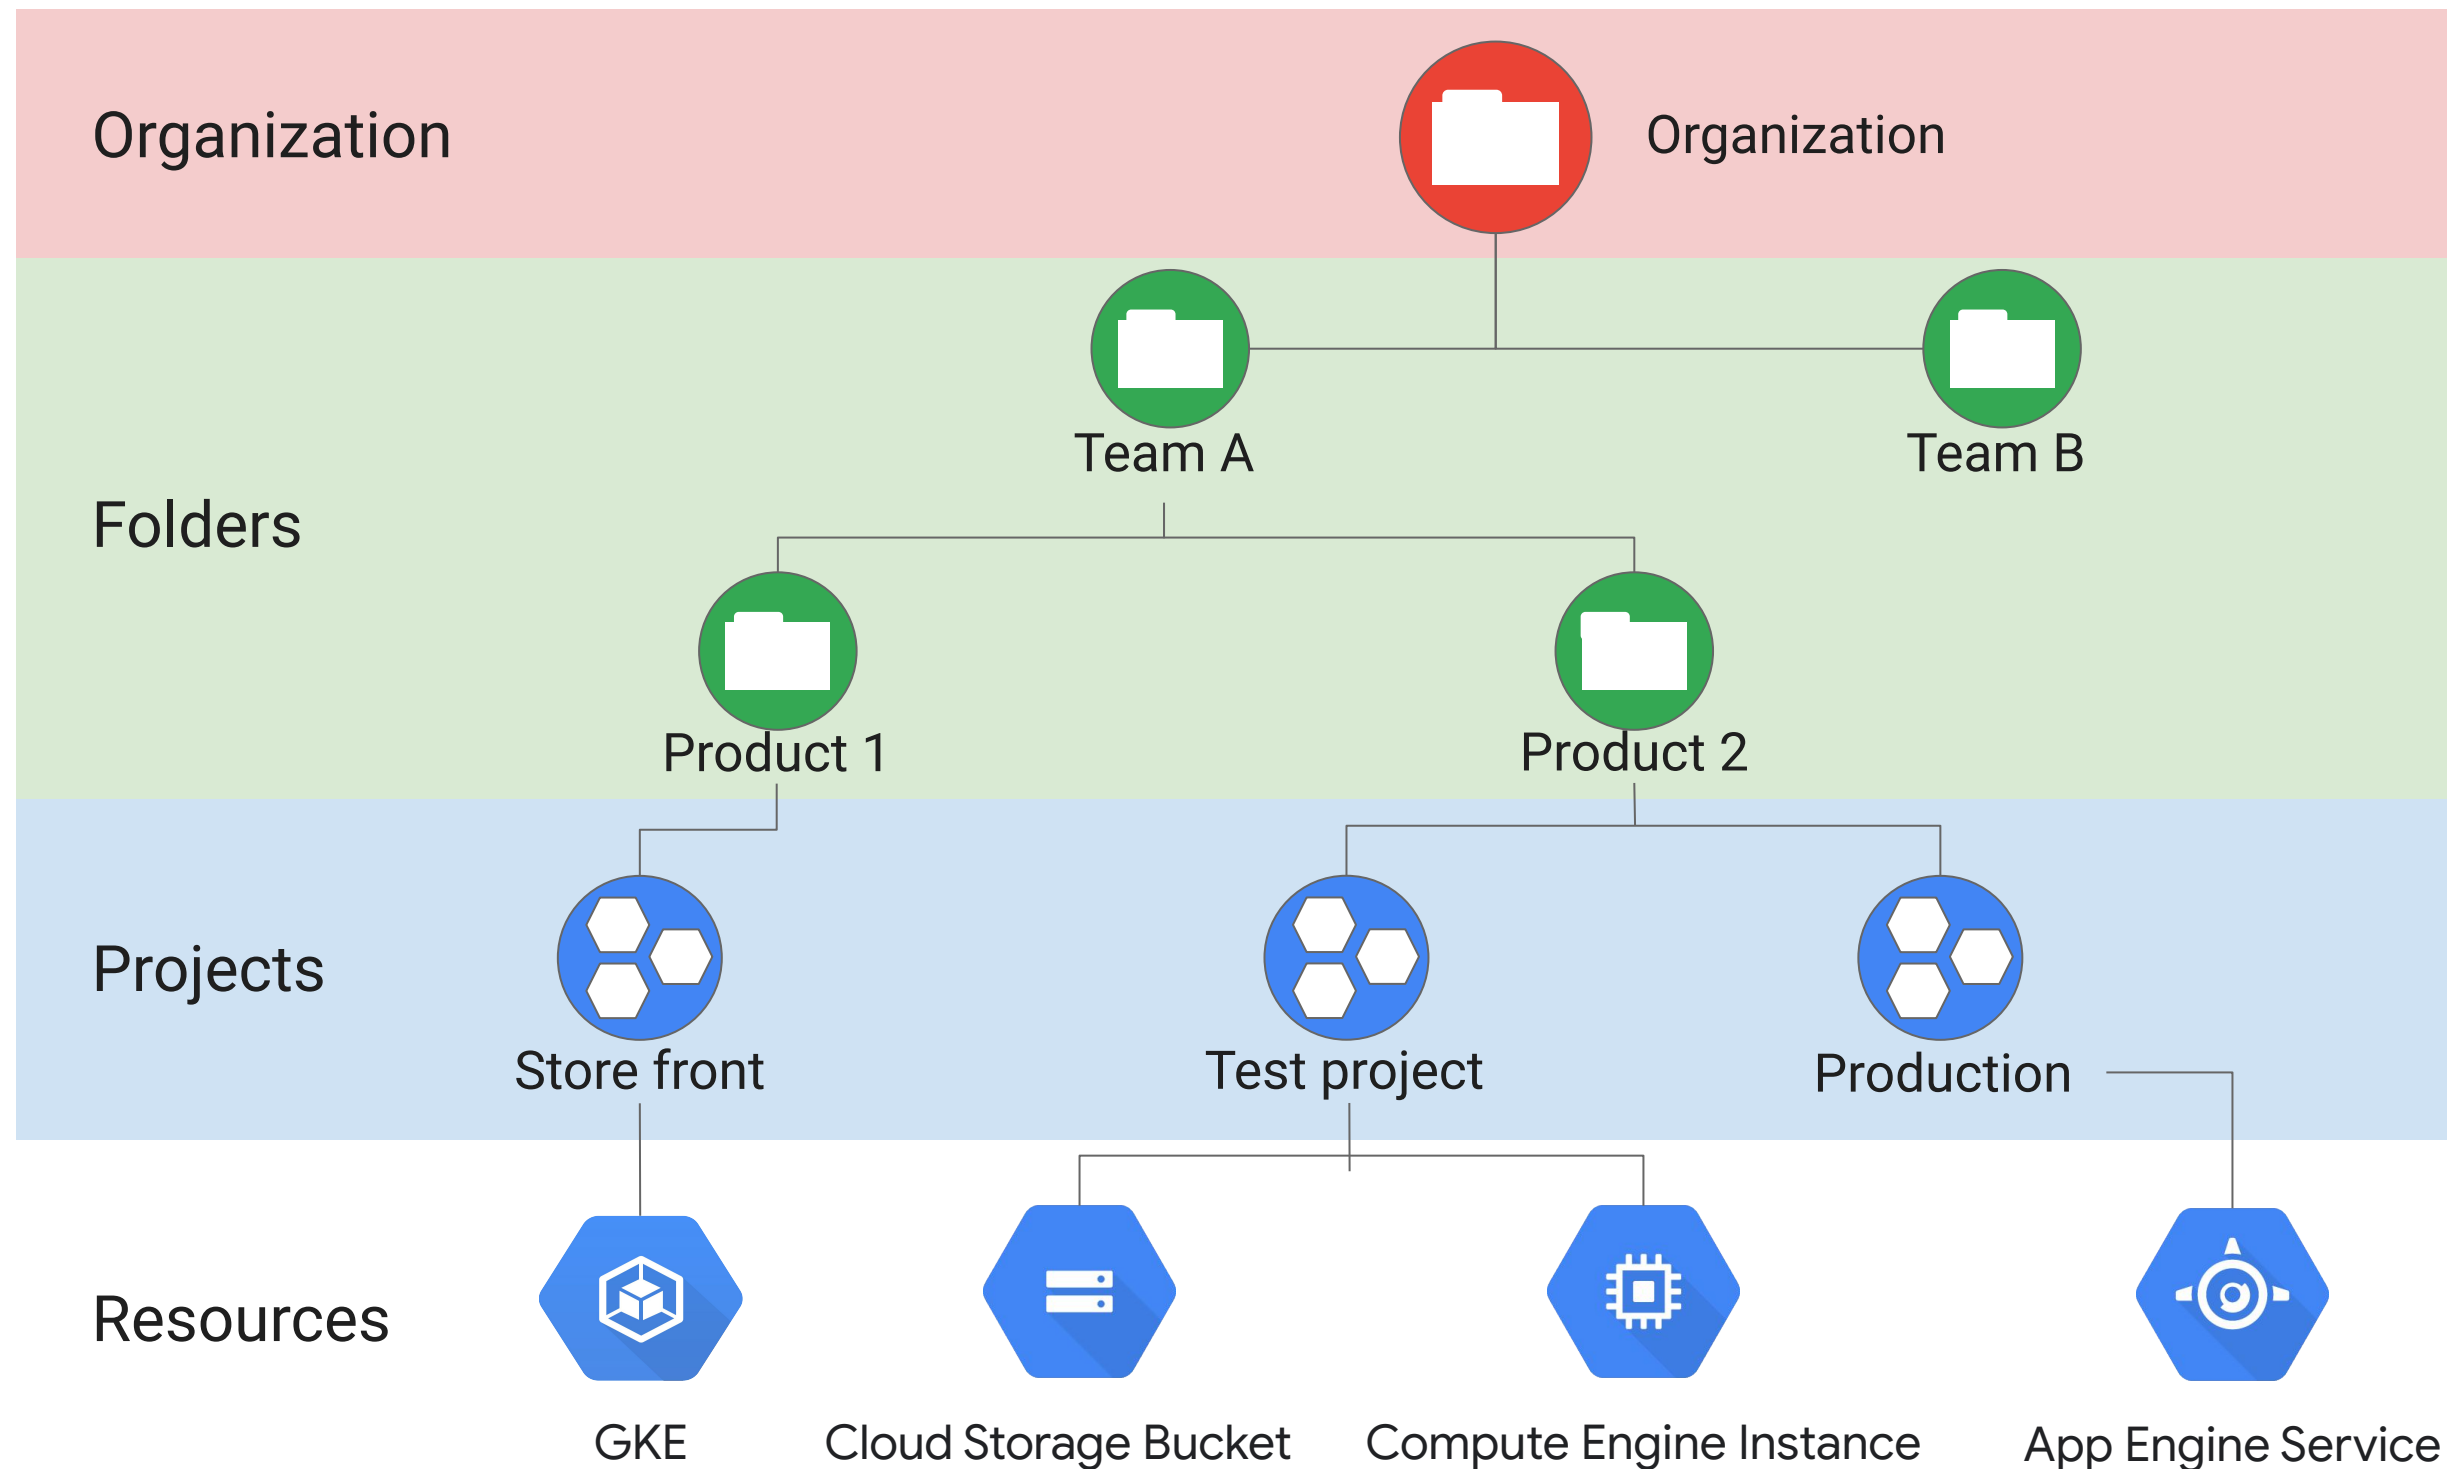 Organization
Organization
Team A
Team B
Folders
Product 1
Product 2
Projects
Store front
Test project
Production
Resources
GKE
Cloud Storage Bucket
Compute Engine Instance
App Engine Service